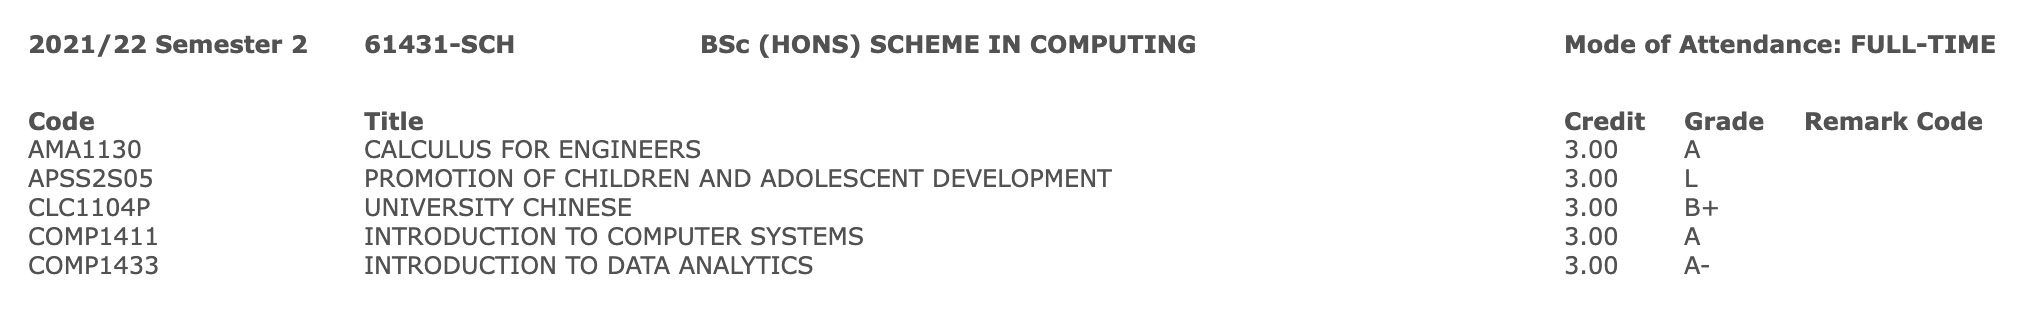 2021/22 Semester 2 61431-SCH BSc (HONS) SCHEME IN COMPUTING Mode of Attendance: FULL-TIME
Code Title Credit Grade Remark Code
AMA1130 CALCULUS FOR ENGINEERS 3.00 A
APSS2S05 PROMOTION OF CHILDREN AND ADOLESCENT DEVELOPMENT 3.00 L
CLC1104P UNIVERSITY CHINESE 3.00 B+
COMP1411 INTRODUCTION TO COMPUTER SYSTEMS 3.00 A
COMP1433 INTRODUCTION TO DATA ANALYTICS 3.00 A-